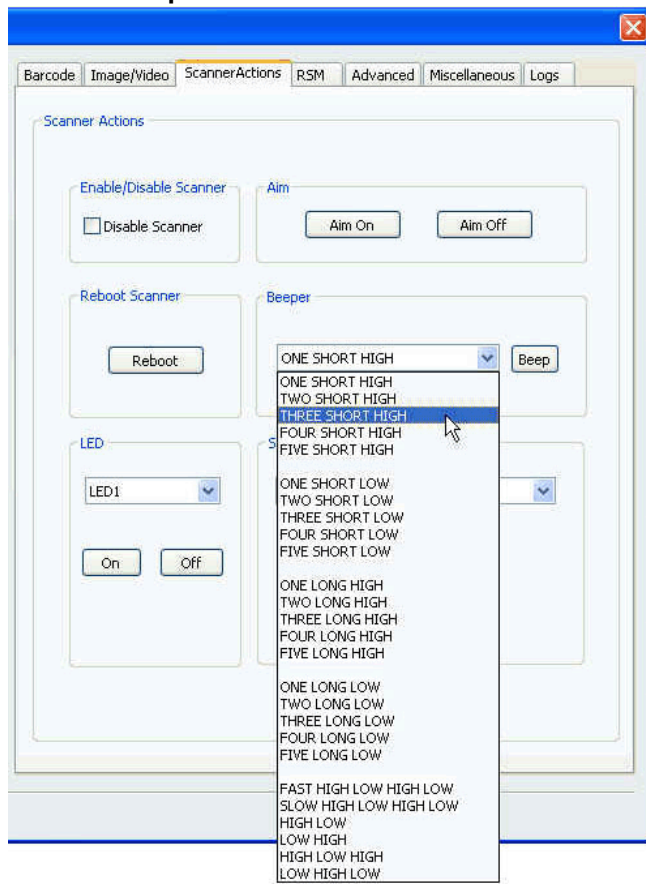 Barcode Image/Video ScannerActions RSM Advanced Miscellaneous Logs
Scanner Actions
Enable/Disable Scanner Aim
Disable Scanner Aim On Aim Off
Reboot Scanner Beeper
Reboot ONE SHORT HIGH Beep
ONE SHORT HIGH
TWO SHORT HIGH
THREE SHORT HIGH
FOUR SHORT HIGH
LED
FIVE SHORT HIGH
ONE SHORT LOW
LED1
TWO SHORT LOW
THREE SHORT LOW
FOUR SHORT LOW
FIVE SHORT LOW
On Off
ONE LONG HIGH
TWO LONG HIGH
THREE LONG HIGH
FOUR LONG HIGH
FIVE LONG HIGH
ONE LONG LOW
TWO LONG LOW
THREE LONG LOW
FOUR LONG LOW
FIVE LONG LOW
FAST HIGH LOW HIGH LOW
SLOW HIGH LOW HIGH LOW
HIGH LOW
LOW HIGH
HIGH LOW HIGH
LOW HIGH LOW